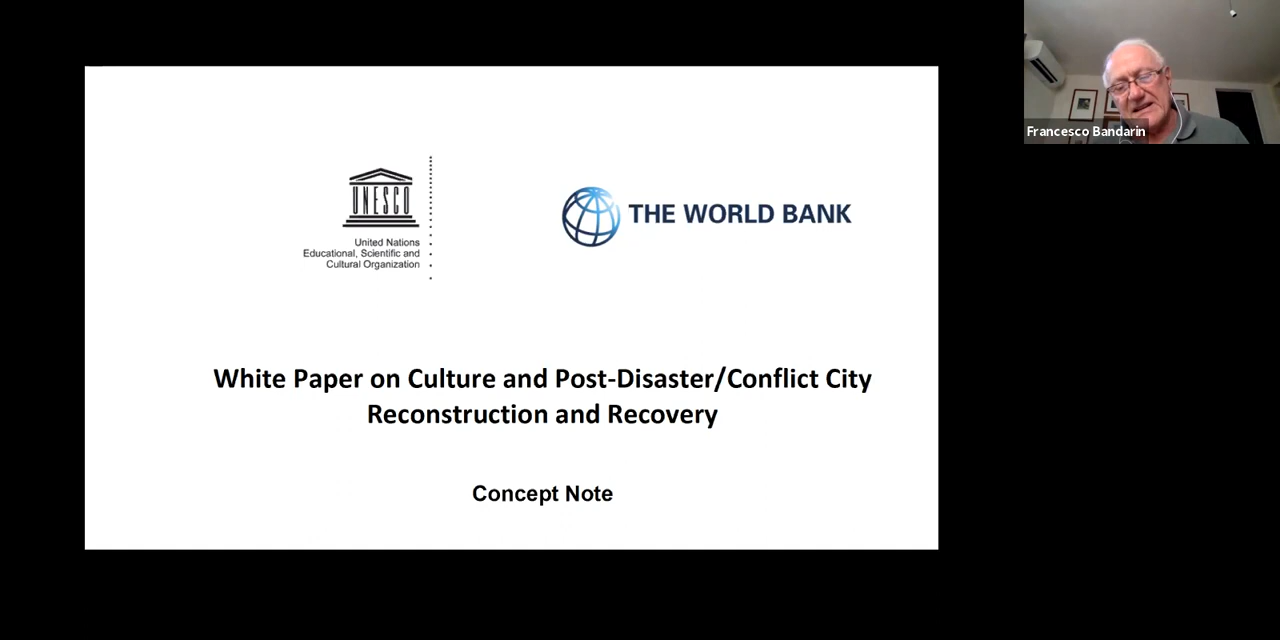 UNESCO
United Nations
Educational, Scientific and
Cultural Organization
THE WORLD BANK
White Paper on Culture and Post-Disaster/Conflict City
Reconstruction and Recovery
Concept Note
Francesco Bandarin